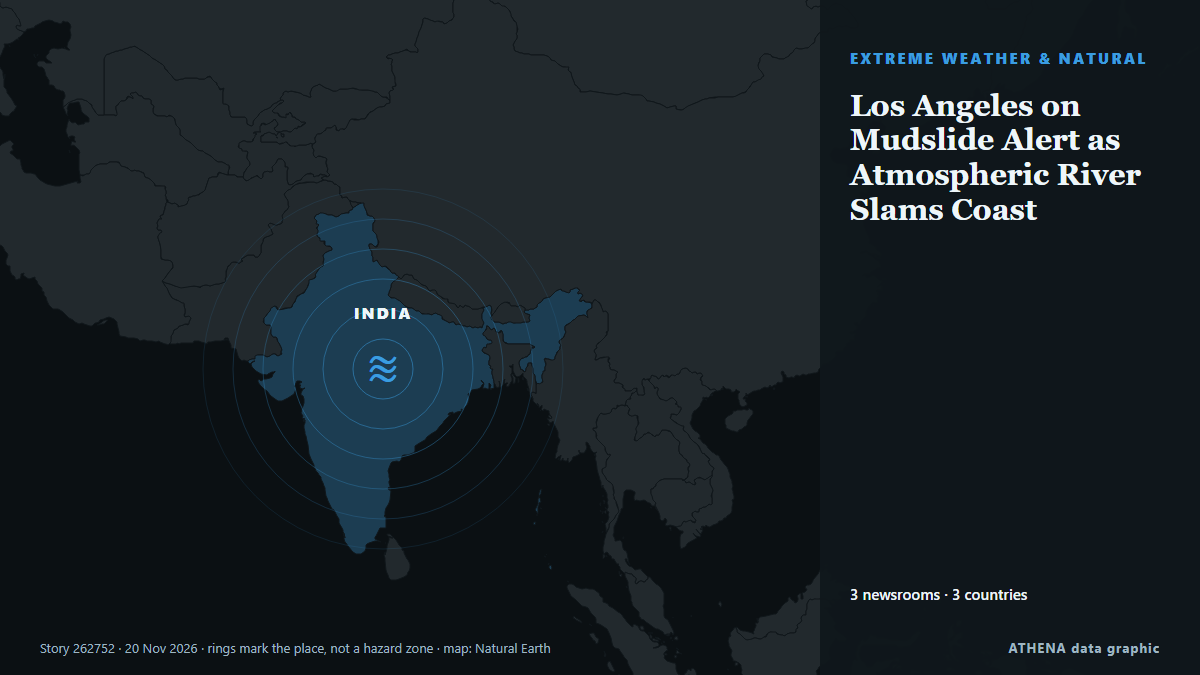 EXTREME WEATHER & NATURAL
Los Angeles on
Mudslide Alert as
Atmospheric River
Slams Coast
INDIA
3 newsrooms · 3 countries
Story 262752 · 20 Nov 2026 · rings mark the place, not a hazard zone · map: Natural Earth
ATHENA data graphic